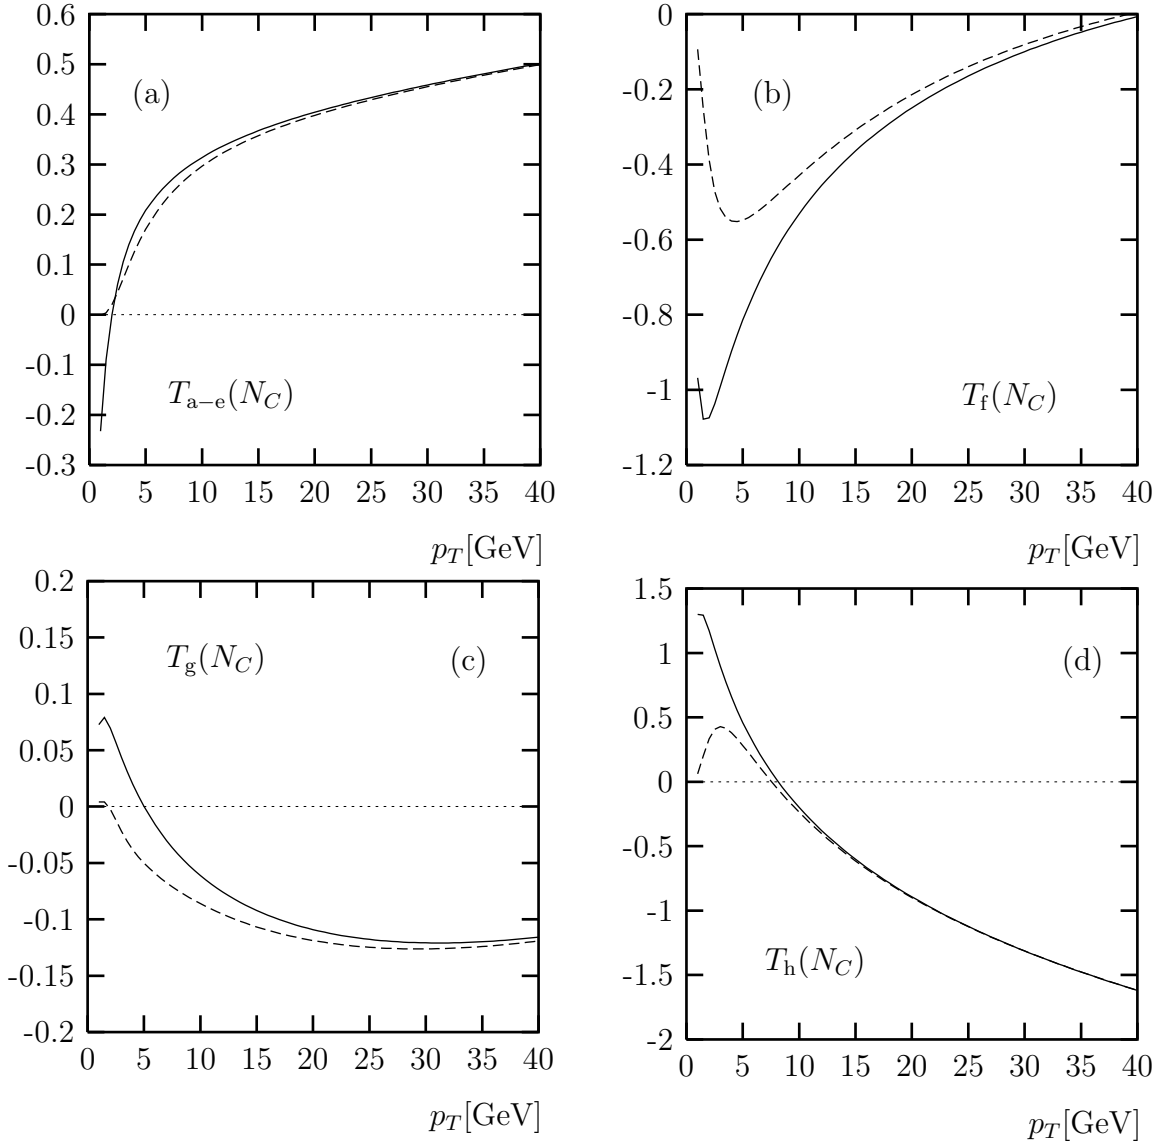 0.6
0.5
0.4
0.3
0.2
0.1
0
-0.1
-0.2
-0.3
(a)
T_{a-e}(N_C)
0 5 10 15 20 25 30 35 40
p_T[GeV]
0
-0.2
-0.4
-0.6
-0.8
-1
-1.2
(b)
T_f(N_C)
0 5 10 15 20 25 30 35 40
p_T[GeV]
0.2
0.15
0.1
0.05
0
-0.05
-0.1
-0.15
-0.2
T_g(N_C) (c)
0 5 10 15 20 25 30 35 40
p_T[GeV]
1.5
1
0.5
0
-0.5
-1
-1.5
-2
(d)
T_h(N_C)
0 5 10 15 20 25 30 35 40
p_T[GeV]